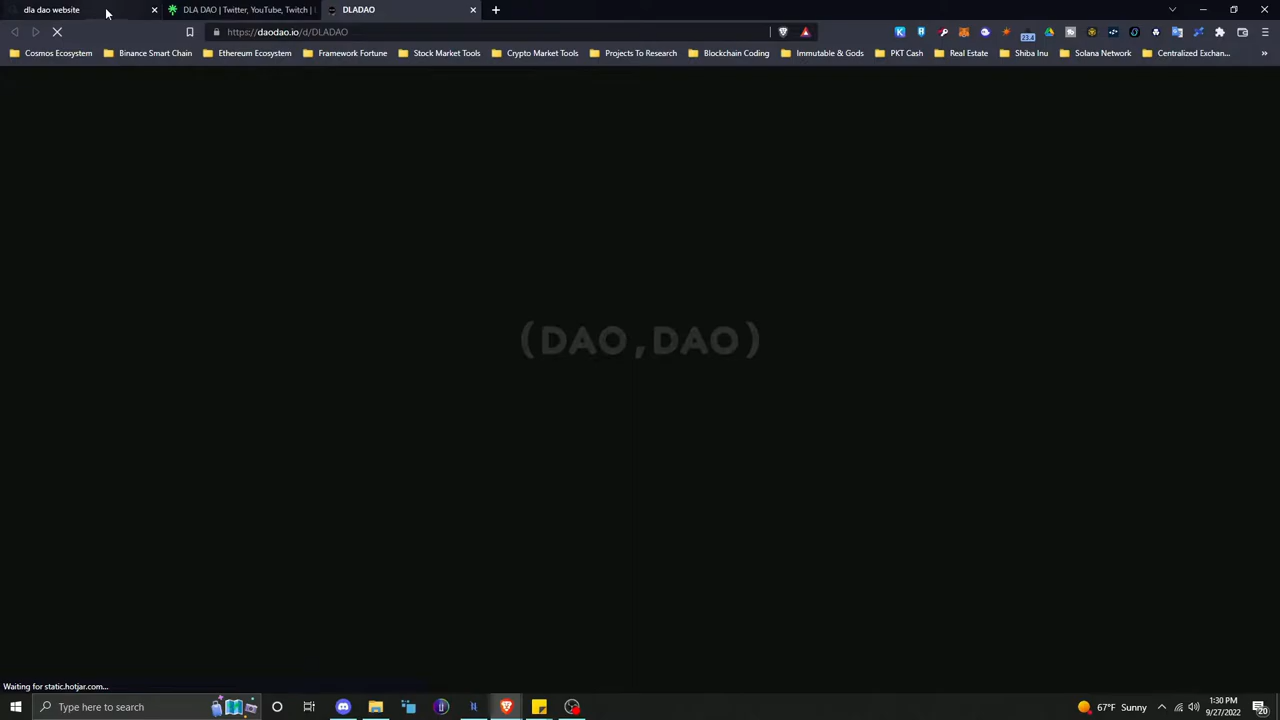 dla dao website
DLA DAO | Twitter, YouTube, Twitch |
DLADAO
https://daodao.io/d/DLADAO
23.4
Cosmos Ecosystem
Binance Smart Chain
Ethereum Ecosystem
Framework Fortune
Stock Market Tools
Crypto Market Tools
Projects To Research
Blockchain Coding
Immutable & Gods
PKT Cash
Real Estate
Shiba Inu
Solana Network
Centralized Exchan...
(DAO,DAO)
Waiting for static.hotjar.com...
Type here to search
67°F Sunny
1:30 PM
9/27/2022
20